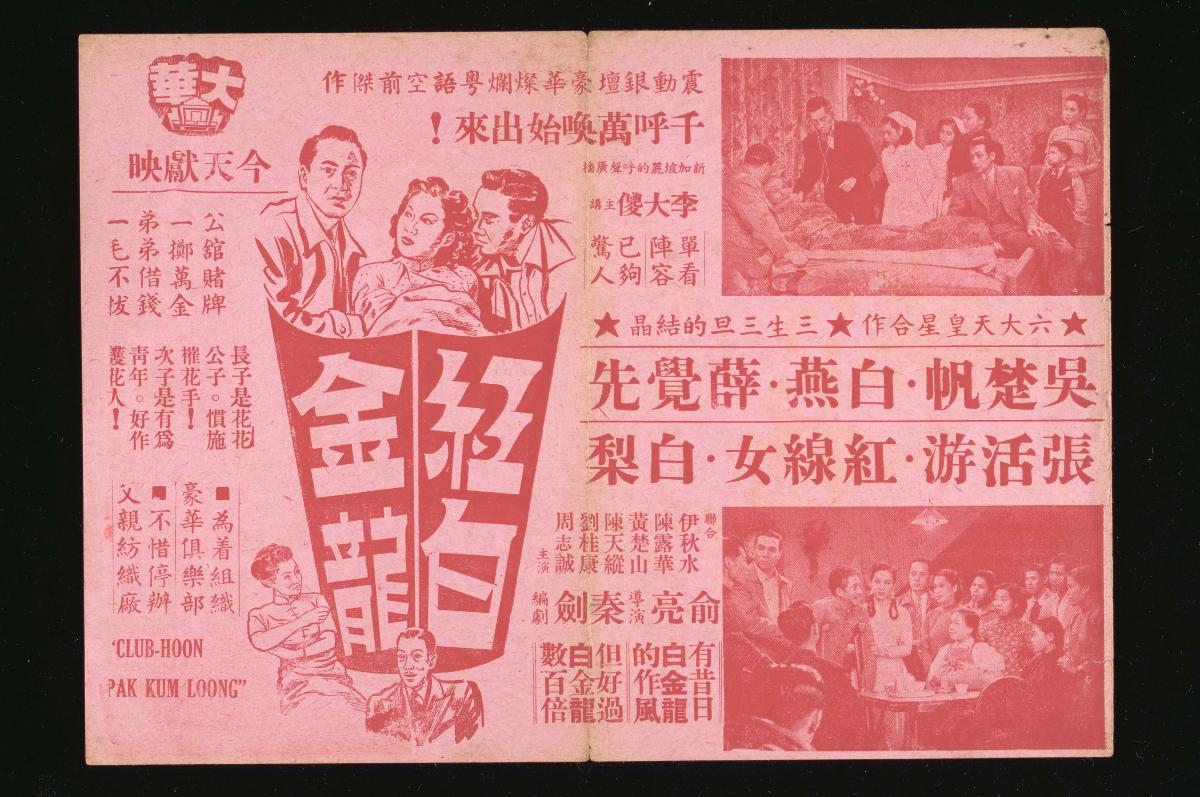 大華
今天獻映
震動銀壇豪華燦爛粵語空前傑作
千呼萬喚始出來！
新加坡麗的呼聲廣播
李大傻主講
單看
陣容
已夠
驚人
★六大天皇星合作★三生三旦的結晶★
吳楚帆·白燕·薛覺先
張活游·紅線女·白梨
聯合
伊秋水
陳露華
黃楚山
陳天縱
劉桂康
周志誠
主演
俞亮
導演
秦劍
編劇
有昔日
白金龍
的作風
但好過
白金龍
數百倍
紅白
金龍
公舘賭牌
一擲萬金
弟弟借錢
一毛不拔
長子是花花
公子。慣施
摧花手！
次子是有為
青年。好作
護花人！
■為着組織
豪華俱樂部
■不惜停辦
父親紡織廠
‘CLUB-HOON
PAK KUM LOONG”